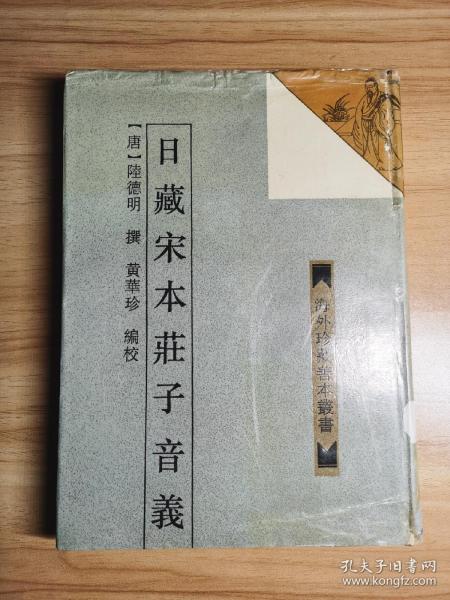 日藏宋本莊子音義
【唐】陸德明 撰 黃華珍 編校
海外珍藏善本叢書
孔夫子旧书网
www.kongfz.com